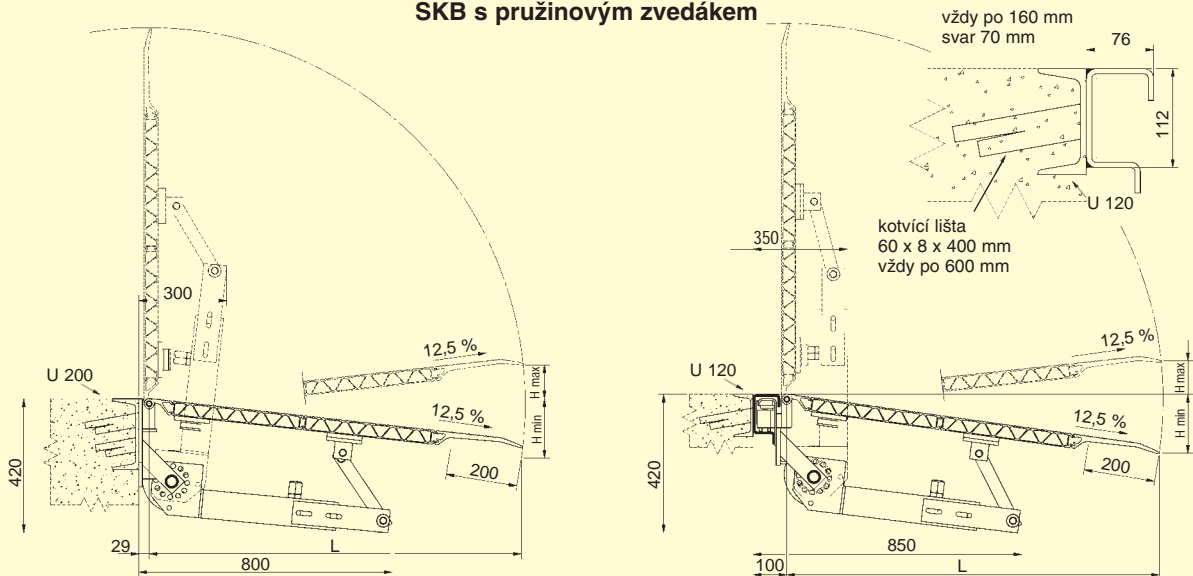 SKB s pružinovým zvedákem
vždy po 160 mm
svar 70 mm
76
112
U 120
kotvící lišta
60 x 8 x 400 mm
vždy po 600 mm
300
12,5 %
U 200
H max
H min
12,5 %
200
420
29
L
800
350
12,5 %
U 120
H max
H min
12,5 %
200
420
850
100
L